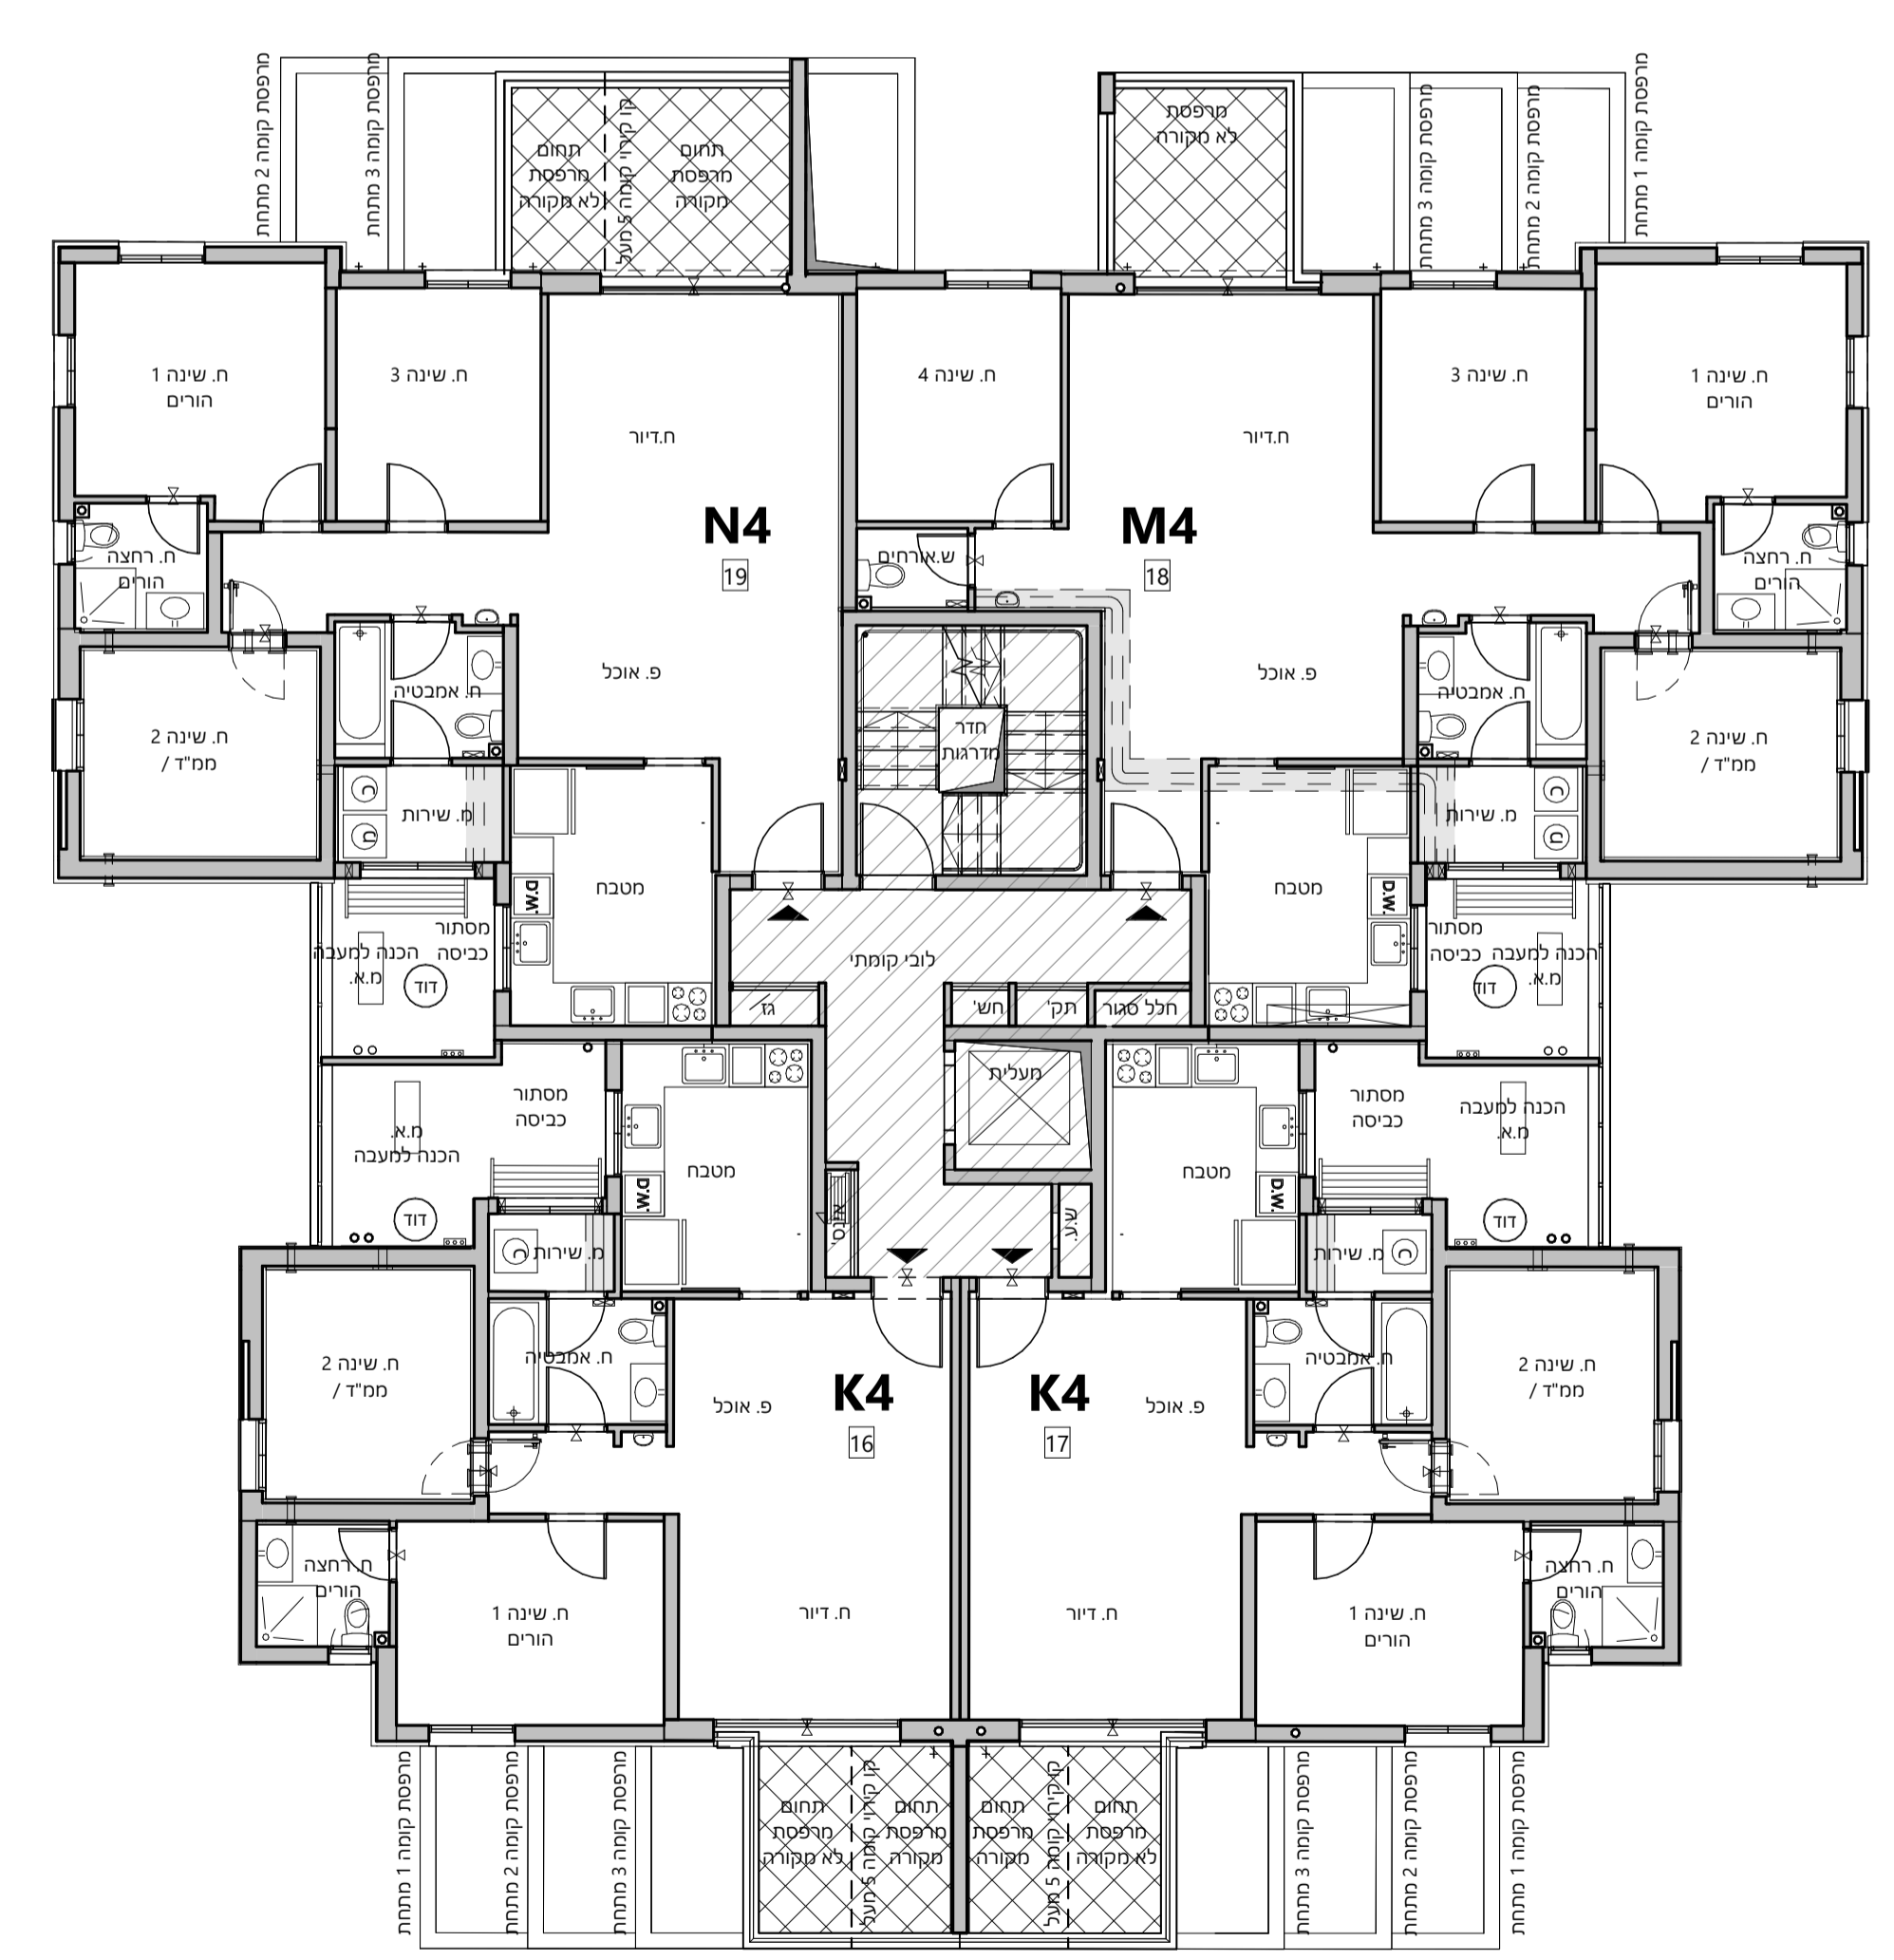 מרפסת קומה 2 מתחת
מרפסת קומה 3 מתחת
תחום
מרפסת
לא מקורה
קו קירוי קומה 5 מעל
תחום
מרפסת
מקורה
מרפסת
לא מקורה
מרפסת קומה 3 מתחת
מרפסת קומה 2 מתחת
מרפסת קומה 1 מתחת
ח. שינה 1
הורים
ח. שינה 3
ח.דיור
ח. שינה 4
ח.דיור
ח. שינה 3
ח. שינה 1
הורים
N4
19
M4
18
ח. רחצה
הורים
ש.אורחים
ח. רחצה
הורים
ח. שינה 2
ממ"ד /
ח. אמבטיה
פ. אוכל
חדר
מדרגות
פ. אוכל
ח. אמבטיה
ח. שינה 2
ממ"ד /
כ
מ
מ. שירות
מ. שירות
כ
מ
מטבח
D.W.
מטבח
D.W.
מסתור
כביסה
הכנה למעבה
מ.א.
דוד
לובי קומתי
מסתור
כביסה
הכנה למעבה
מ.א.
דוד
גז
חש'
תק'
חלל סגור
מעלית
מסתור
כביסה
מ.א.
הכנה למעבה
דוד
מטבח
D.W.
מטבח
D.W.
מסתור
כביסה
הכנה למעבה
מ.א.
דוד
אינס'
ש.ע.
כ
מ. שירות
מ. שירות
כ
ח. שינה 2
ממ"ד /
ח. אמבטיה
פ. אוכל
K4
16
K4
17
פ. אוכל
ח. אמבטיה
ח. שינה 2
ממ"ד /
ח. רחצה
הורים
ח. שינה 1
הורים
ח. דיור
ח. דיור
ח. שינה 1
הורים
ח. רחצה
הורים
מרפסת קומה 1 מתחת
מרפסת קומה 2 מתחת
מרפסת קומה 3 מתחת
תחום
מרפסת
לא מקורה
קו קירוי קומה 5 מעל
תחום
מרפסת
מקורה
תחום
מרפסת
מקורה
קו קירוי קומה 5 מעל
תחום
מרפסת
לא מקורה
מרפסת קומה 3 מתחת
מרפסת קומה 2 מתחת
מרפסת קומה 1 מתחת